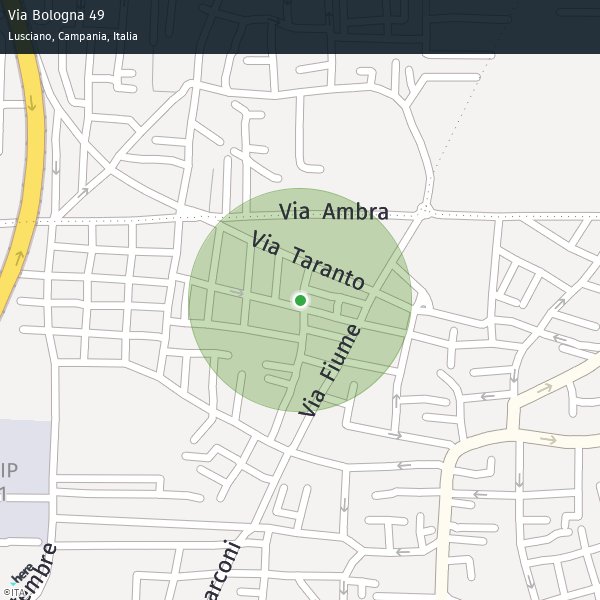 Via Bologna 49
Lusciano, Campania, Italia
Via Ambra
Via Taranto
Via Fiume
IP
1
embre
arconi
here
©ITA